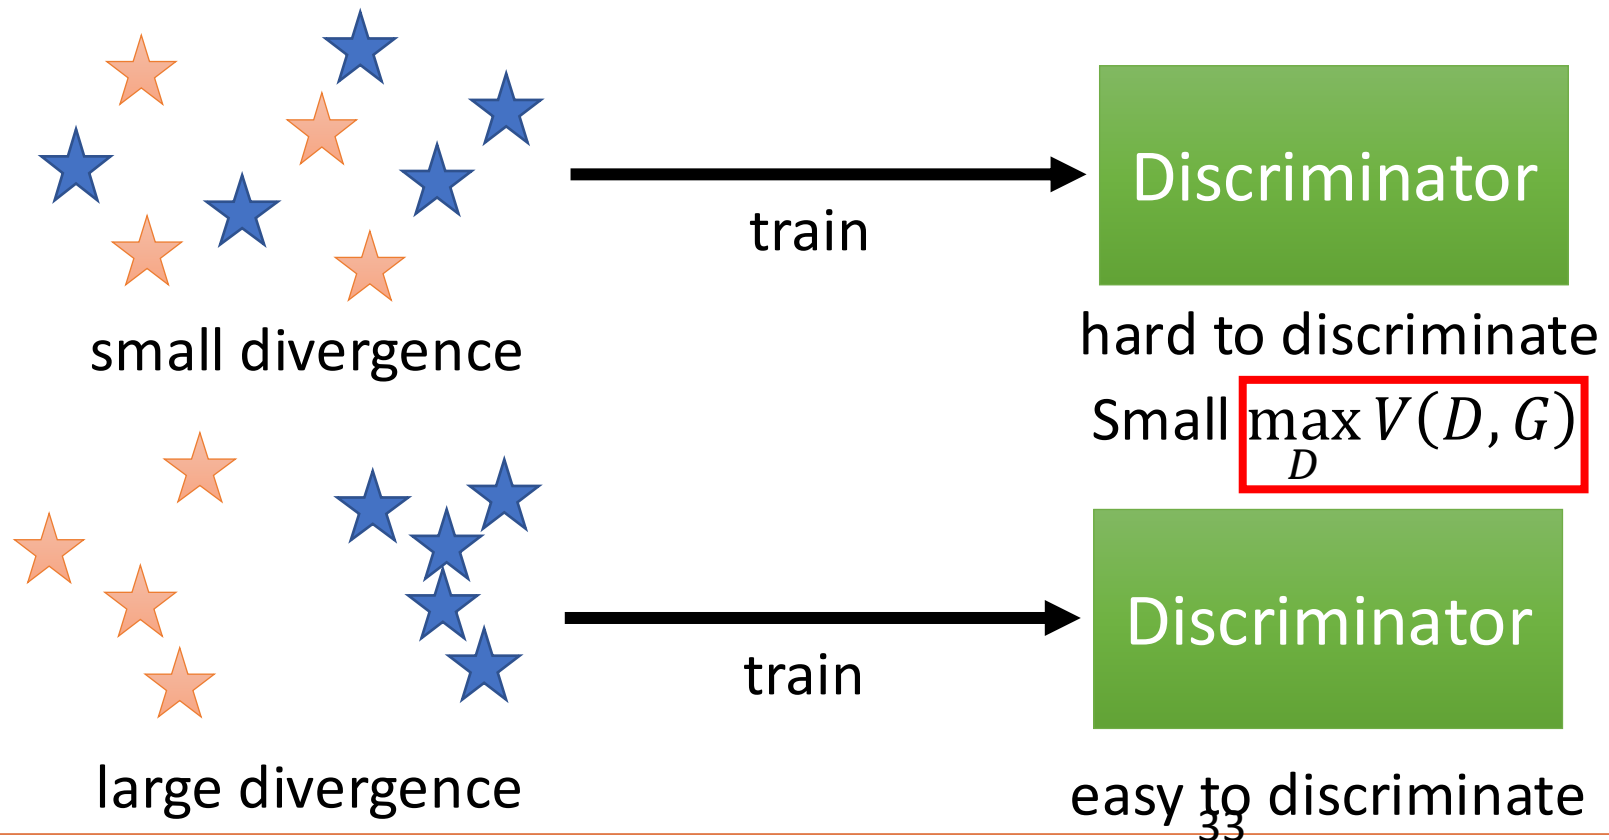 Discriminator
train
small divergence
hard to discriminate
Small max V(D, G)
D
Discriminator
train
large divergence
easy to discriminate
33